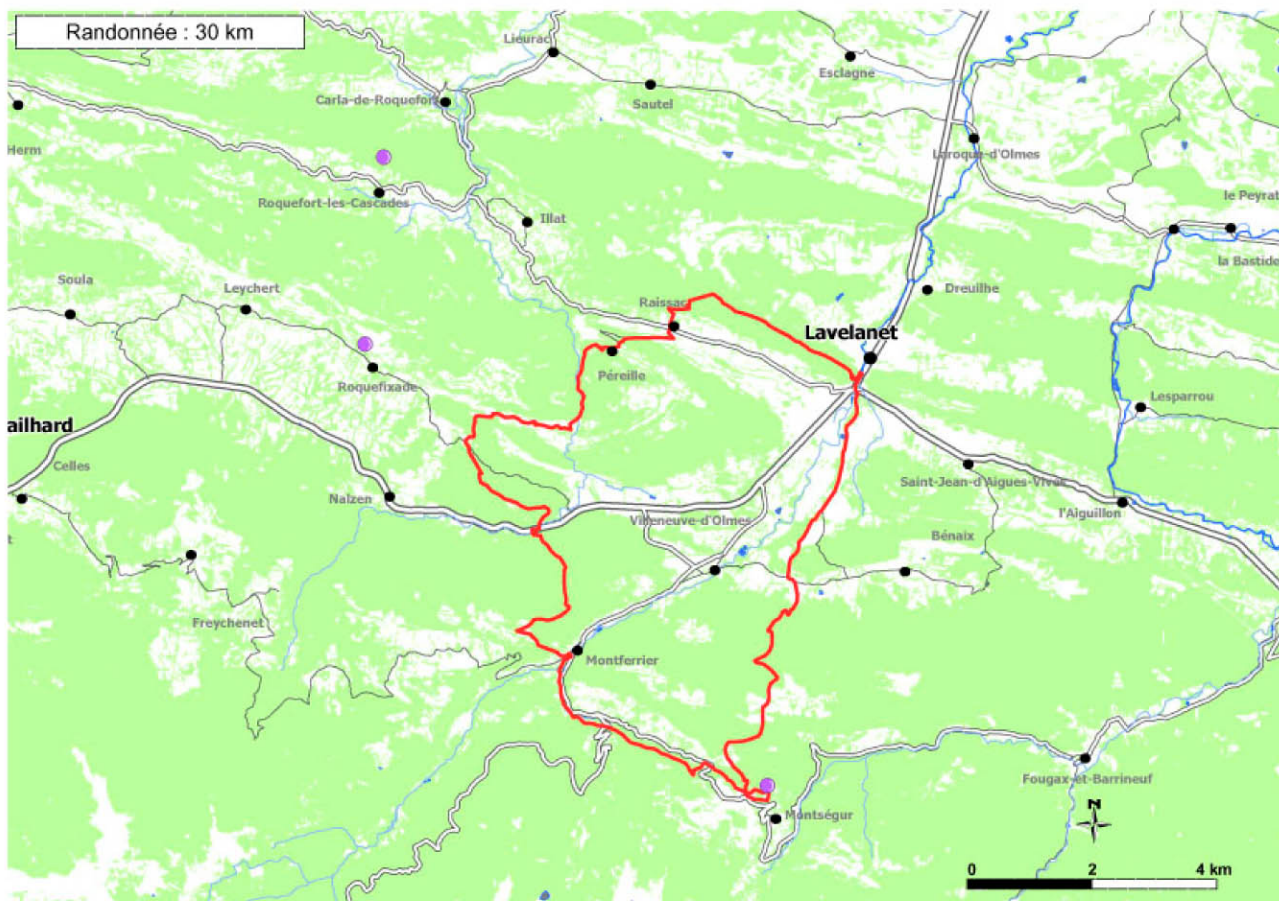 Randonnée : 30 km
Lieurac
Esclagne
Carla-de-Roquefort
Sautel
Herm
Laroque-d'Olmes
Roquefort-les-Cascades
Illat
le Peyrat
la Bastide
Soula
Leychert
Dreuilhe
Raissac
Lavelanet
Péreille
Roquefixade
Lesparrou
ailhard
Celles
Saint-Jean-d'Aigues-Vives
Nalzen
l'Aiguillon
Villeneuve-d'Olmes
Bénaix
t
Freychenet
Montferrier
Fougax-et-Barrineuf
N
Montségur
0 2 4 km